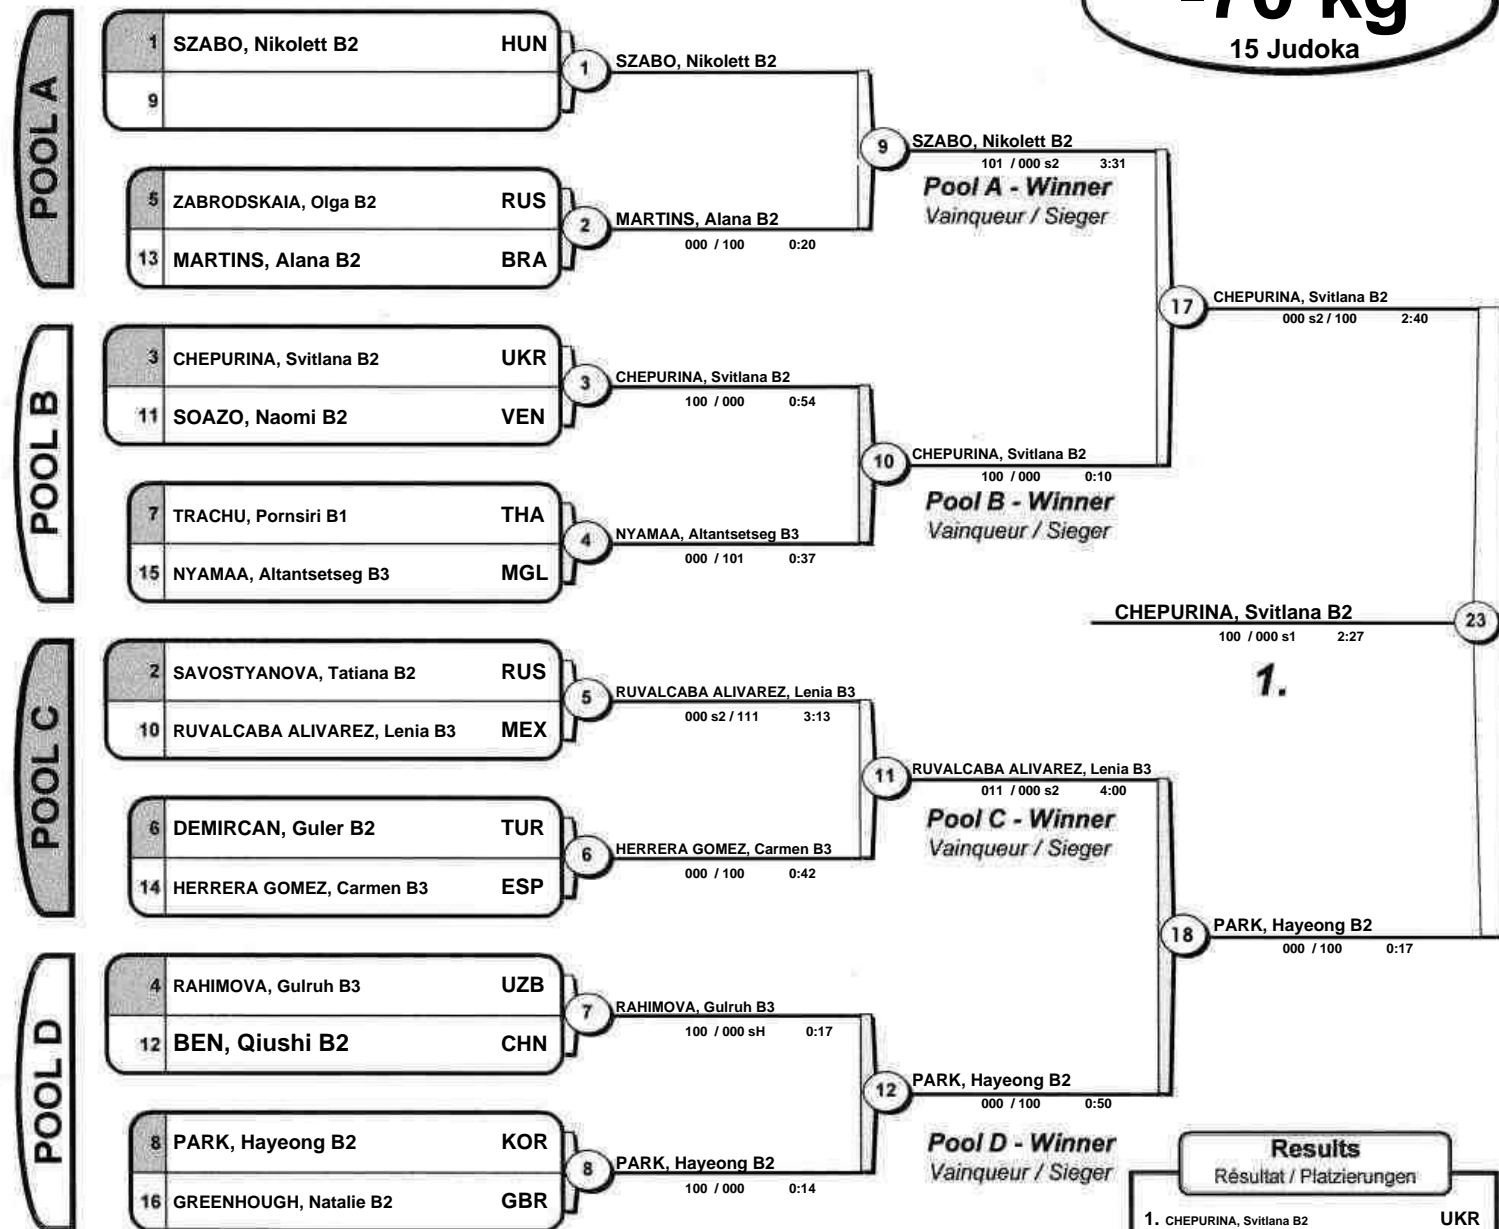 -70 kg
15 Judoka
POOL A
1 SZABO, Nikolett B2 HUN
9
1
SZABO, Nikolett B2
5 ZABRODSKAIA, Olga B2 RUS
13 MARTINS, Alana B2 BRA
2
MARTINS, Alana B2
000 / 100 0:20
9
SZABO, Nikolett B2
101 / 000 s2 3:31
Pool A - Winner
Vainqueur / Sieger
POOL B
3 CHEPURINA, Svitlana B2 UKR
11 SOAZO, Naomi B2 VEN
3
CHEPURINA, Svitlana B2
100 / 000 0:54
7 TRACHU, Pornsiri B1 THA
15 NYAMAA, Altantsetseg B3 MGL
4
NYAMAA, Altantsetseg B3
000 / 101 0:37
10
CHEPURINA, Svitlana B2
100 / 000 0:10
Pool B - Winner
Vainqueur / Sieger
17
CHEPURINA, Svitlana B2
000 s2 / 100 2:40
CHEPURINA, Svitlana B2
100 / 000 s1 2:27
23
1.
POOL C
2 SAVOSTYANOVA, Tatiana B2 RUS
10 RUVALCABA ALIVAREZ, Lenia B3 MEX
5
RUVALCABA ALIVAREZ, Lenia B3
000 s2 / 111 3:13
6 DEMIRCAN, Guler B2 TUR
14 HERRERA GOMEZ, Carmen B3 ESP
6
HERRERA GOMEZ, Carmen B3
000 / 100 0:42
11
RUVALCABA ALIVAREZ, Lenia B3
011 / 000 s2 4:00
Pool C - Winner
Vainqueur / Sieger
18
PARK, Hayeong B2
000 / 100 0:17
POOL D
4 RAHIMOVA, Gulruh B3 UZB
12 BEN, Qiushi B2 CHN
7
RAHIMOVA, Gulruh B3
100 / 000 sH 0:17
8 PARK, Hayeong B2 KOR
16 GREENHOUGH, Natalie B2 GBR
8
PARK, Hayeong B2
100 / 000 0:14
12
PARK, Hayeong B2
000 / 100 0:50
Pool D - Winner
Vainqueur / Sieger
Results
Résultat / Platzierungen
1. CHEPURINA, Svitlana B2 UKR